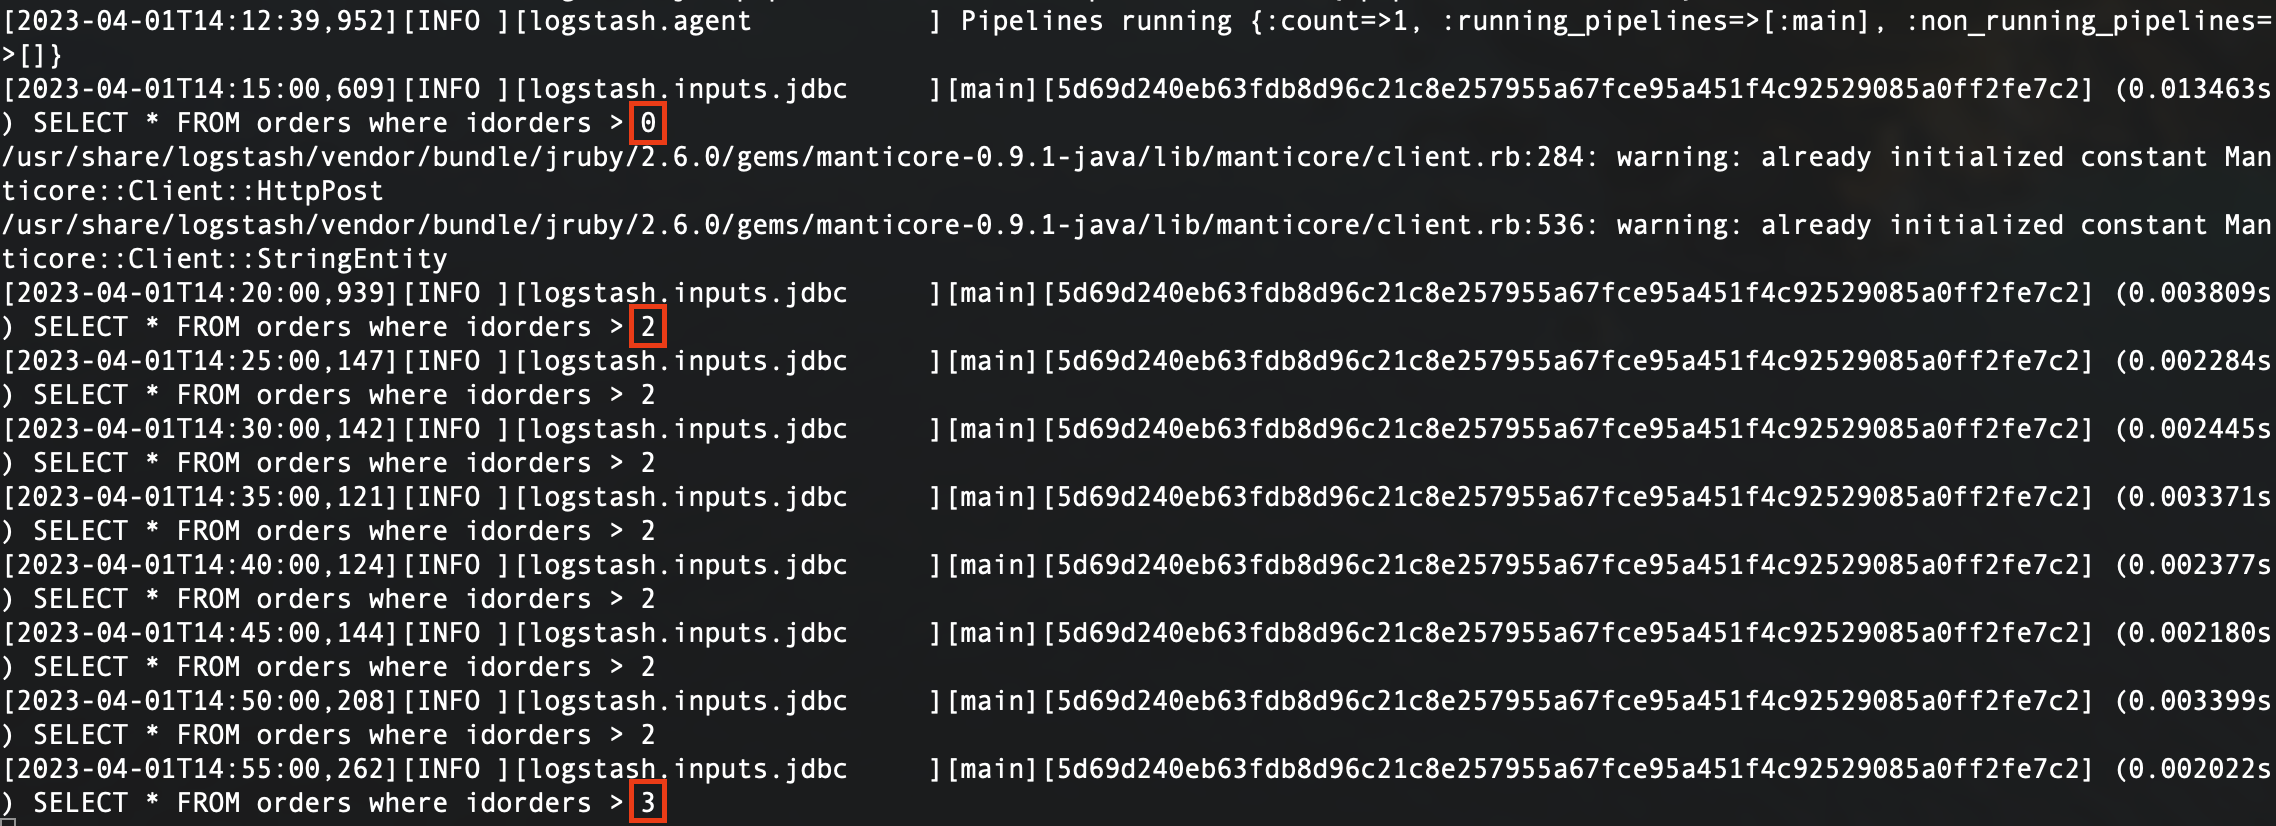 [2023-04-01T14:12:39,952][INFO ][logstash.agent           ] Pipelines running {:count=>1, :running_pipelines=>[:main], :non_running_pipelines=
>[]}
[2023-04-01T14:15:00,609][INFO ][logstash.inputs.jdbc     ][main][5d69d240eb63fdb8d96c21c8e257955a67fce95a451f4c92529085a0ff2fe7c2] (0.013463s
) SELECT * FROM orders where idorders > 0
/usr/share/logstash/vendor/bundle/jruby/2.6.0/gems/manticore-0.9.1-java/lib/manticore/client.rb:284: warning: already initialized constant Man
ticore::Client::HttpPost
/usr/share/logstash/vendor/bundle/jruby/2.6.0/gems/manticore-0.9.1-java/lib/manticore/client.rb:536: warning: already initialized constant Man
ticore::Client::StringEntity
[2023-04-01T14:20:00,939][INFO ][logstash.inputs.jdbc     ][main][5d69d240eb63fdb8d96c21c8e257955a67fce95a451f4c92529085a0ff2fe7c2] (0.003809s
) SELECT * FROM orders where idorders > 2
[2023-04-01T14:25:00,147][INFO ][logstash.inputs.jdbc     ][main][5d69d240eb63fdb8d96c21c8e257955a67fce95a451f4c92529085a0ff2fe7c2] (0.002284s
) SELECT * FROM orders where idorders > 2
[2023-04-01T14:30:00,142][INFO ][logstash.inputs.jdbc     ][main][5d69d240eb63fdb8d96c21c8e257955a67fce95a451f4c92529085a0ff2fe7c2] (0.002445s
) SELECT * FROM orders where idorders > 2
[2023-04-01T14:35:00,121][INFO ][logstash.inputs.jdbc     ][main][5d69d240eb63fdb8d96c21c8e257955a67fce95a451f4c92529085a0ff2fe7c2] (0.003371s
) SELECT * FROM orders where idorders > 2
[2023-04-01T14:40:00,124][INFO ][logstash.inputs.jdbc     ][main][5d69d240eb63fdb8d96c21c8e257955a67fce95a451f4c92529085a0ff2fe7c2] (0.002377s
) SELECT * FROM orders where idorders > 2
[2023-04-01T14:45:00,144][INFO ][logstash.inputs.jdbc     ][main][5d69d240eb63fdb8d96c21c8e257955a67fce95a451f4c92529085a0ff2fe7c2] (0.002180s
) SELECT * FROM orders where idorders > 2
[2023-04-01T14:50:00,208][INFO ][logstash.inputs.jdbc     ][main][5d69d240eb63fdb8d96c21c8e257955a67fce95a451f4c92529085a0ff2fe7c2] (0.003399s
) SELECT * FROM orders where idorders > 2
[2023-04-01T14:55:00,262][INFO ][logstash.inputs.jdbc     ][main][5d69d240eb63fdb8d96c21c8e257955a67fce95a451f4c92529085a0ff2fe7c2] (0.002022s
) SELECT * FROM orders where idorders > 3